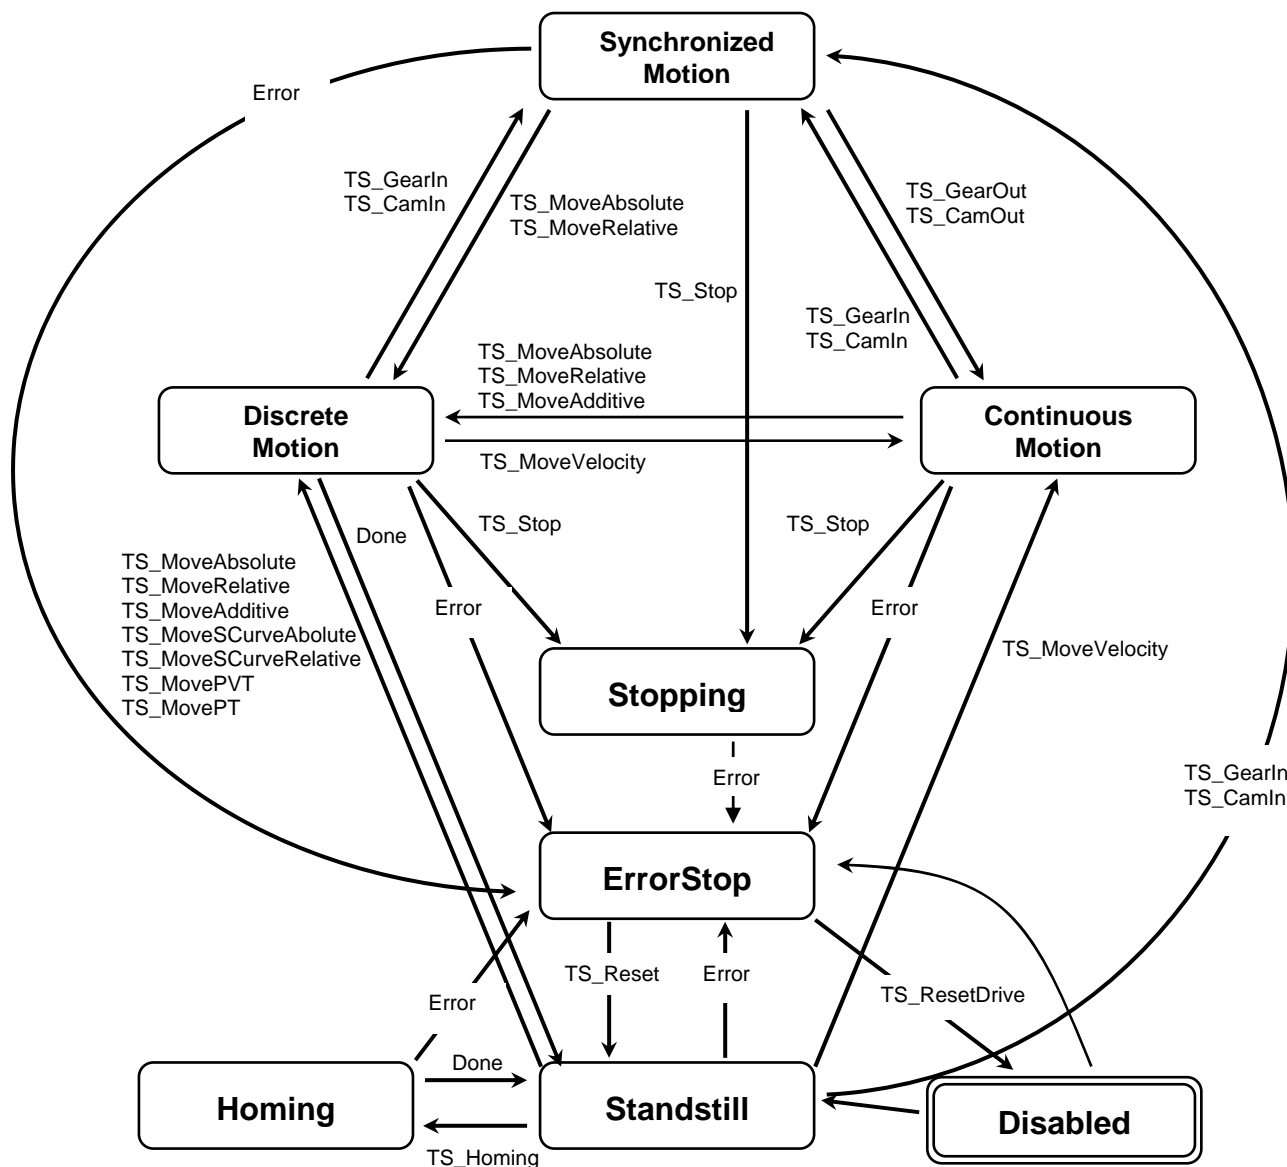 Synchronized
Motion
Error
TS_GearIn
TS_CamIn
TS_MoveAbsolute
TS_MoveRelative
TS_GearOut
TS_CamOut
TS_Stop
TS_GearIn
TS_CamIn
TS_MoveAbsolute
TS_MoveRelative
TS_MoveAdditive
Discrete
Motion
Continuous
Motion
TS_MoveVelocity
Done
TS_Stop
TS_Stop
TS_MoveAbsolute
TS_MoveRelative
TS_MoveAdditive
TS_MoveSCurveAbolute
TS_MoveSCurveRelative
TS_MovePVT
TS_MovePT
Error
Error
TS_MoveVelocity
Stopping
Error
TS_GearIn
TS_CamIn
ErrorStop
TS_Reset
Error
TS_ResetDrive
Error
Done
Homing
Standstill
Disabled
TS_Homing